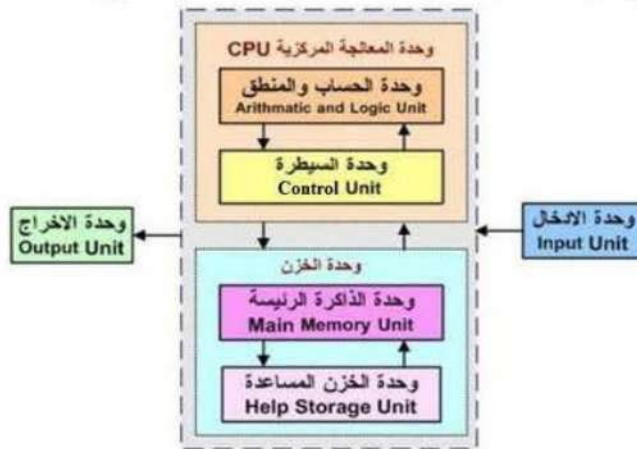 وحدة المعالجة المركزية CPU
وحدة الحساب والمنطق
Arithmatic and Logic Unit
وحدة السيطرة
Control Unit
وحدة الادخال
Input Unit
وحدة الاخراج
Output Unit
وحدة الخزن
وحدة الذاكرة الرئيسة
Main Memory Unit
وحدة الخزن المساعدة
Help Storage Unit